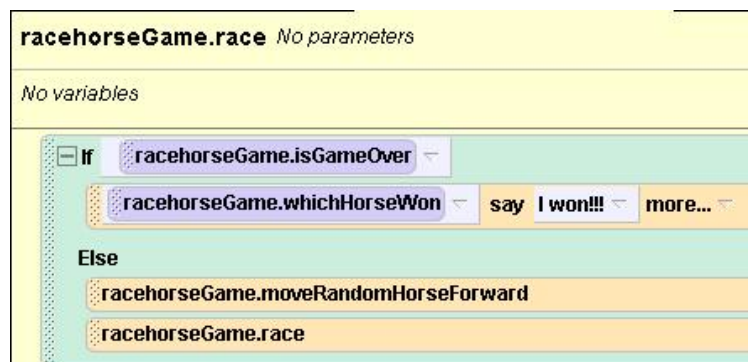 racehorseGame.race No parameters
No variables
If racehorseGame.isGameOver
racehorseGame.whichHorseWon say I won!!! more...
Else
racehorseGame.moveRandomHorseForward
racehorseGame.race